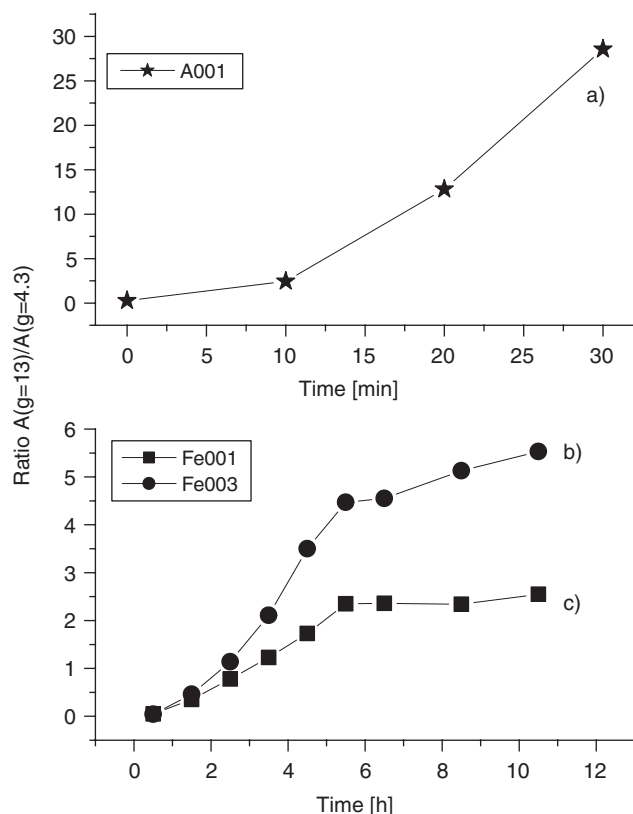 30
25
20
15
10
5
0
A001
a)
0 5 10 15 20 25 30
Time [min]
Ratio A(g=13)/A(g=4.3)
6
5
4
3
2
1
0
Fe001
Fe003
b)
c)
0 2 4 6 8 10 12
Time [h]